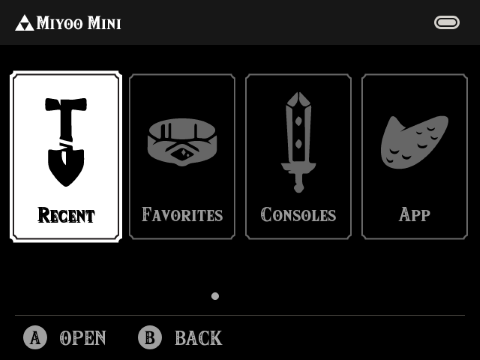 Miyoo Mini
Recent
Favorites
Consoles
App
A OPEN B BACK